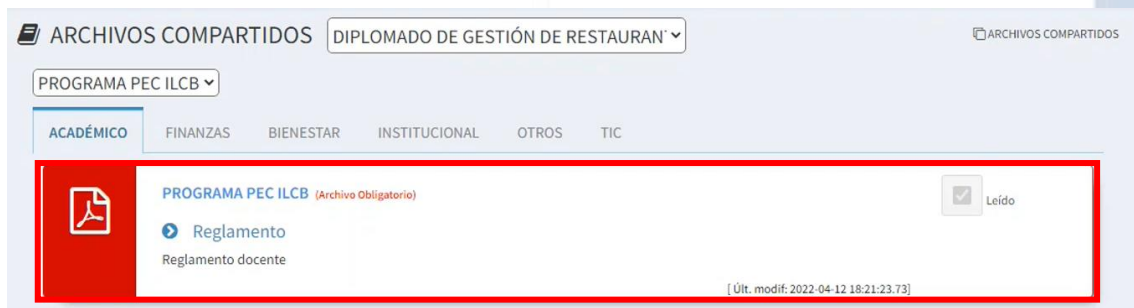 ARCHIVOS COMPARTIDOS DIPLOMADO DE GESTIÓN DE RESTAURAN
ARCHIVOS COMPARTIDOS
PROGRAMA PEC ILCB
ACADÉMICO FINANZAS BIENESTAR INSTITUCIONAL OTROS TIC
PROGRAMA PEC ILCB (Archivo Obligatorio)
Leído
Reglamento
Reglamento docente
[ Últ. modif: 2022-04-12 18:21:23.73]